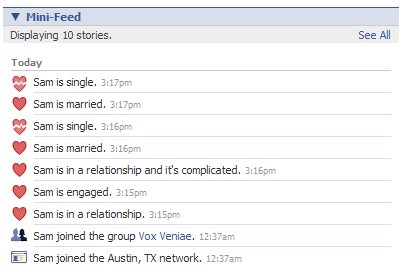 Mini-Feed
Displaying 10 stories. See All
Today
Sam is single. 3:17pm
Sam is married. 3:17pm
Sam is single. 3:16pm
Sam is married. 3:16pm
Sam is in a relationship and it's complicated. 3:16pm
Sam is engaged. 3:15pm
Sam is in a relationship. 3:15pm
Sam joined the group Vox Veniae. 12:37am
Sam joined the Austin, TX network. 12:37am